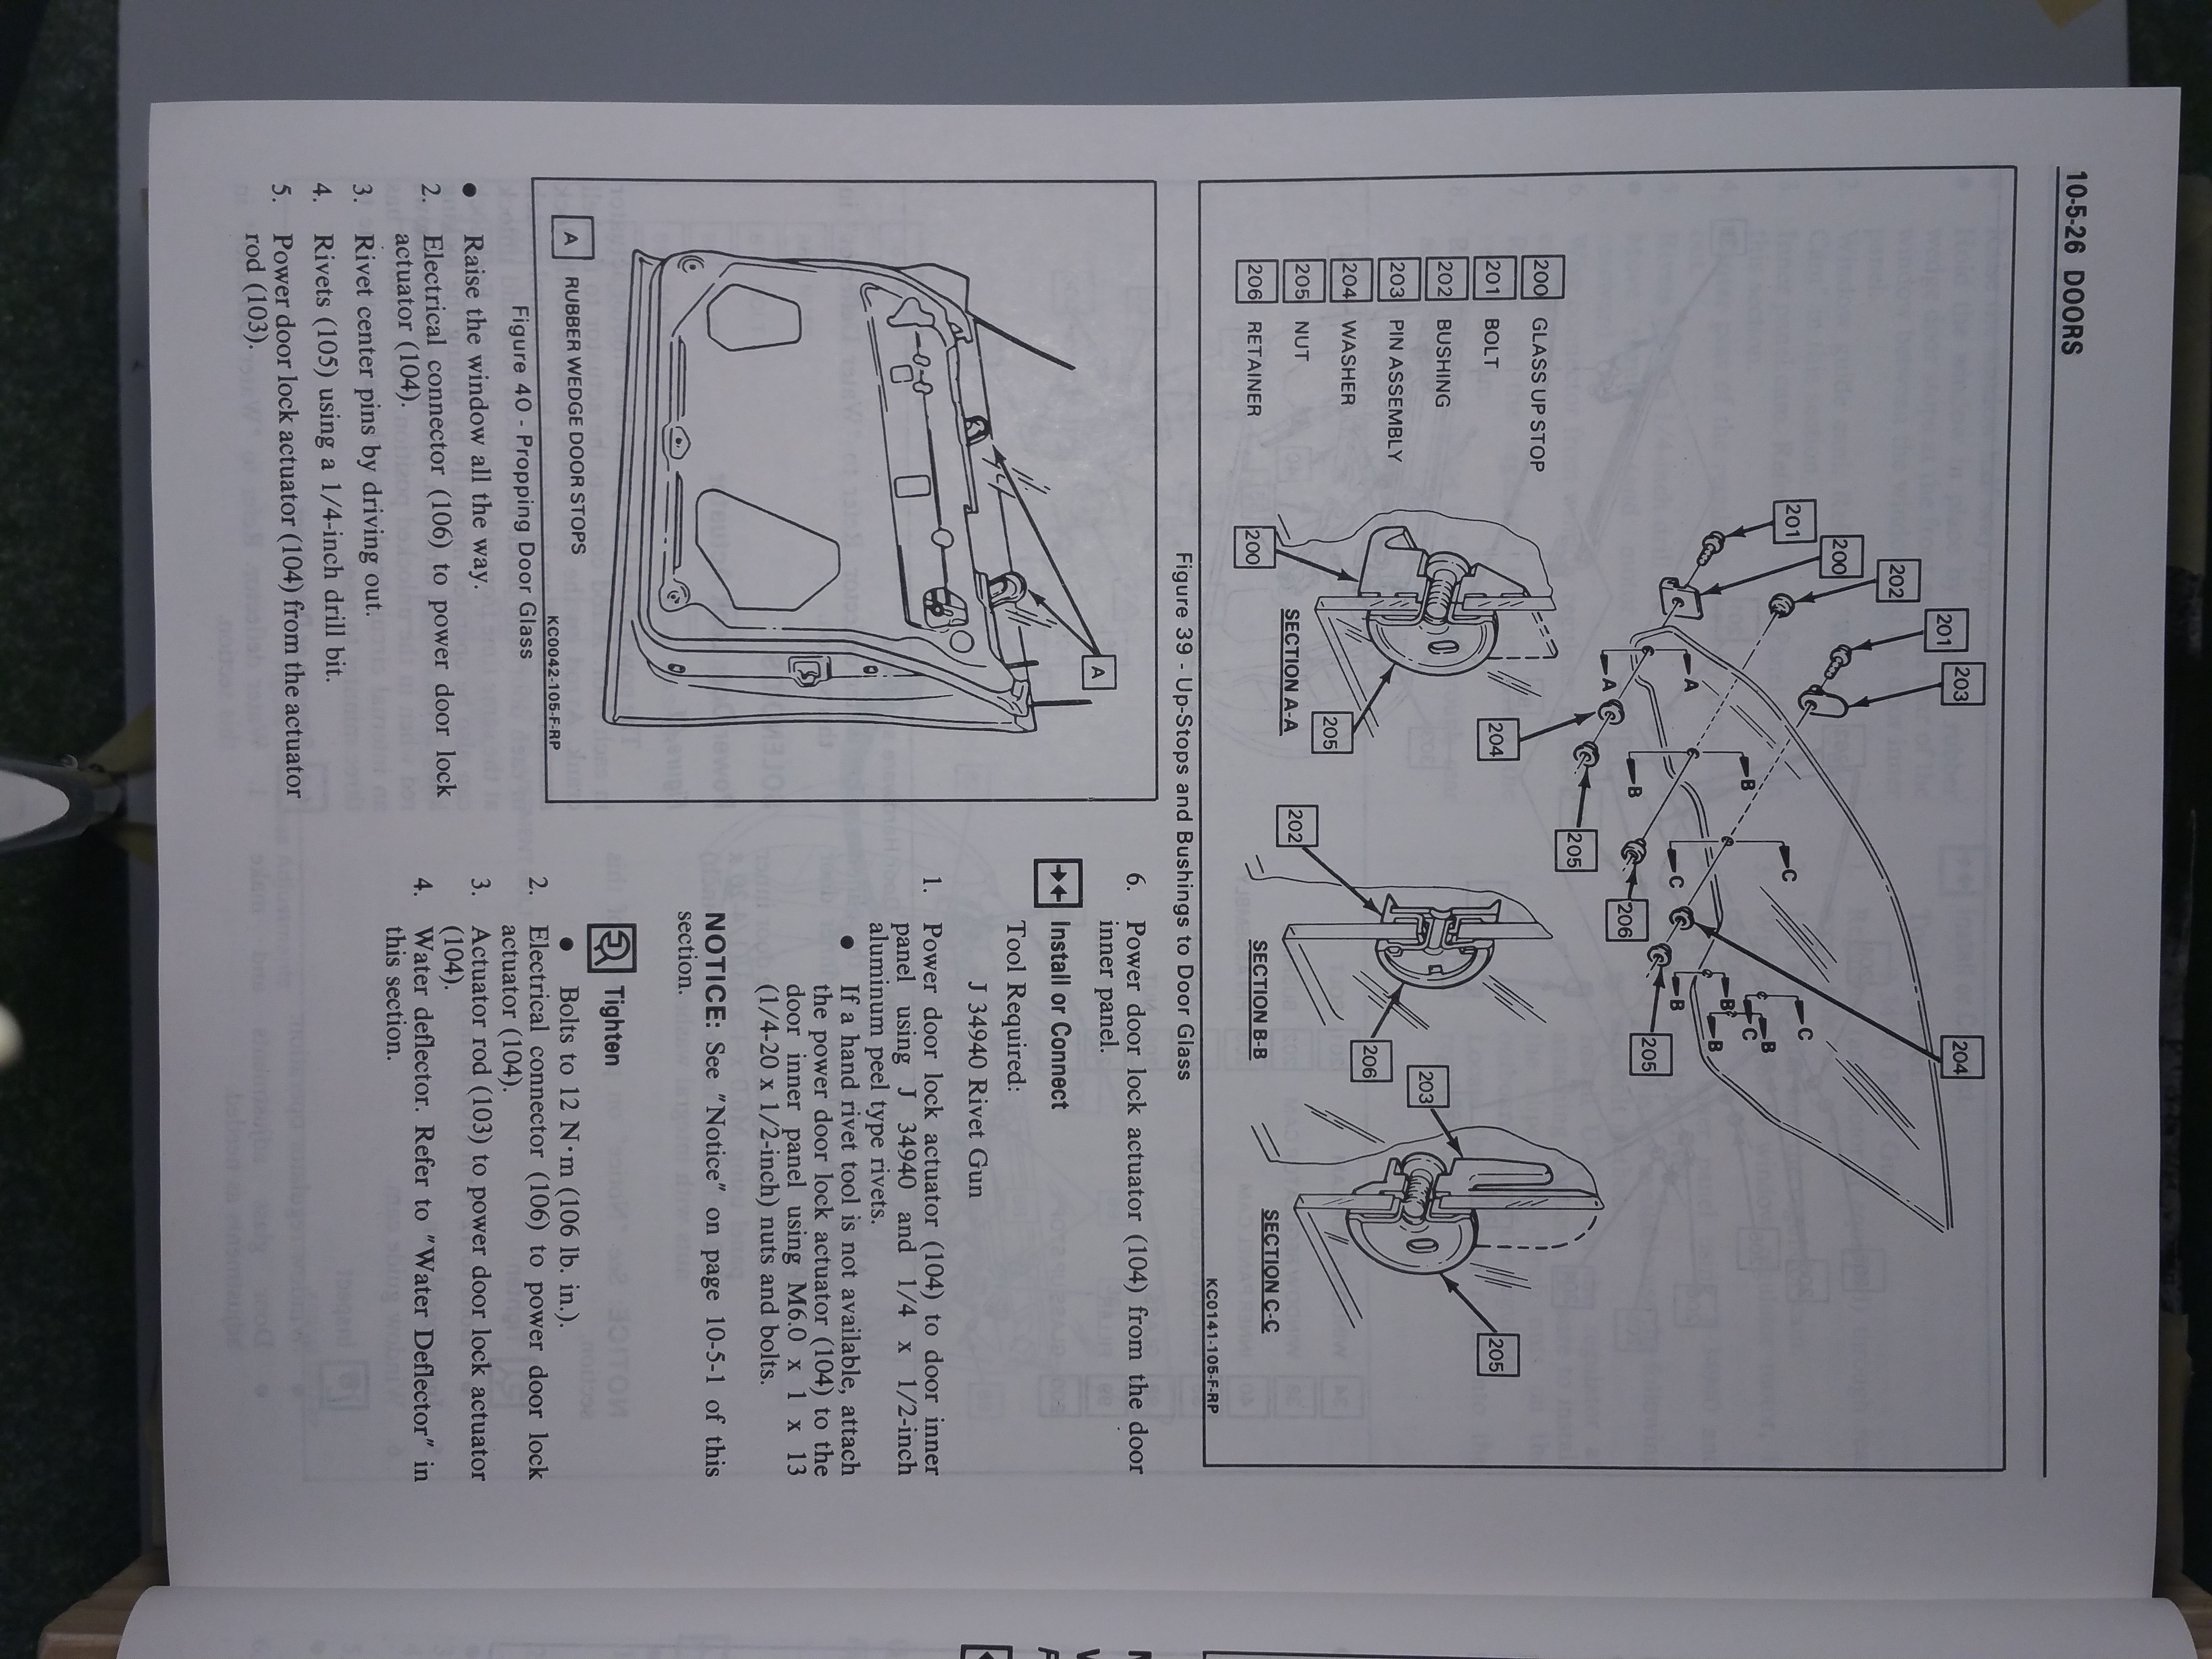 10-5-26 DOORS
200 GLASS UP STOP
201 BOLT
202 BUSHING
203 PIN ASSEMBLY
204 WASHER
205 NUT
206 RETAINER
201
200
202
201
203
A
A
B
B
C
C
204
205
206
205
B
B
C
B
B
C
204
200
SECTION A-A
205
202
SECTION B-B
206
203
SECTION C-C
205
KC0141-105-F-RP
Figure 39 - Up-Stops and Bushings to Door Glass
A
A RUBBER WEDGE DOOR STOPS
KC0042-105-F-RP
Figure 40 - Propping Door Glass
• Raise the window all the way.
2. Electrical connector (106) to power door lock
actuator (104).
3. Rivet center pins by driving out.
4. Rivets (105) using a 1/4-inch drill bit.
5. Power door lock actuator (104) from the actuator
rod (103).
6. Power door lock actuator (104) from the door
inner panel.
Install or Connect
Tool Required:
J 34940 Rivet Gun
1. Power door lock actuator (104) to door inner
panel using J 34940 and 1/4 x 1/2-inch
aluminum peel type rivets.
• If a hand rivet tool is not available, attach
the power door lock actuator (104) to the
door inner panel using M6.0 x 1 x 13
(1/4-20 x 1/2-inch) nuts and bolts.
NOTICE: See "Notice" on page 10-5-1 of this
section.
Tighten
• Bolts to 12 N·m (106 lb. in.).
2. Electrical connector (106) to power door lock
actuator (104).
3. Actuator rod (103) to power door lock actuator
(104).
4. Water deflector. Refer to "Water Deflector" in
this section.